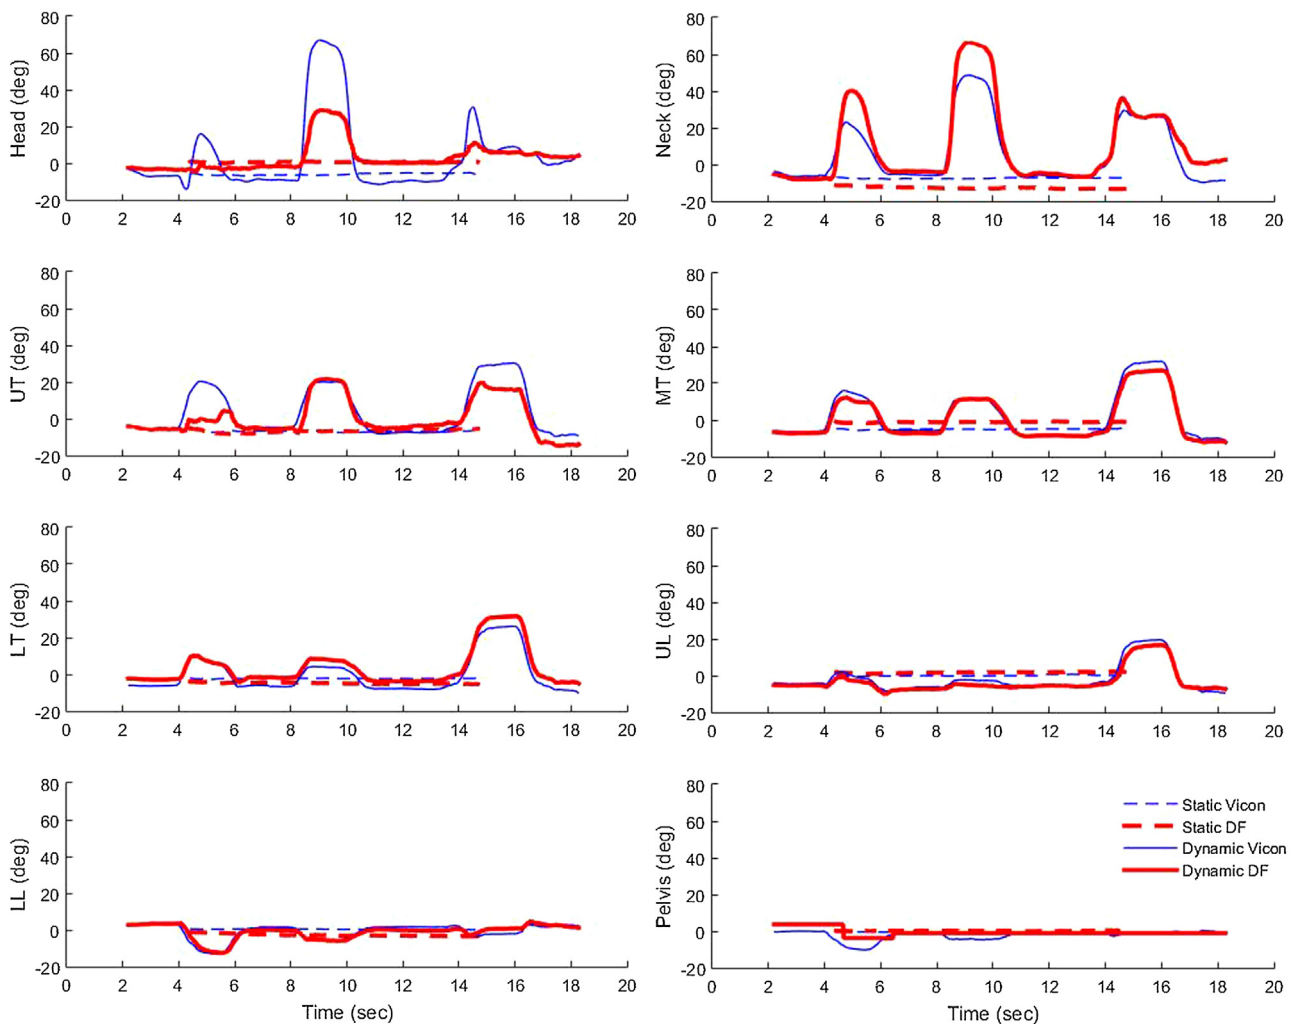 Head (deg)
80
60
40
20
0
-20
0 2 4 6 8 10 12 14 16 18 20
Neck (deg)
80
60
40
20
0
-20
0 2 4 6 8 10 12 14 16 18 20
UT (deg)
80
60
40
20
0
-20
0 2 4 6 8 10 12 14 16 18 20
MT (deg)
80
60
40
20
0
-20
0 2 4 6 8 10 12 14 16 18 20
LT (deg)
80
60
40
20
0
-20
0 2 4 6 8 10 12 14 16 18 20
UL (deg)
80
60
40
20
0
-20
0 2 4 6 8 10 12 14 16 18 20
LL (deg)
80
60
40
20
0
-20
0 2 4 6 8 10 12 14 16 18 20
Time (sec)
Pelvis (deg)
80
60
40
20
0
-20
Static Vicon
Static DF
Dynamic Vicon
Dynamic DF
0 2 4 6 8 10 12 14 16 18 20
Time (sec)